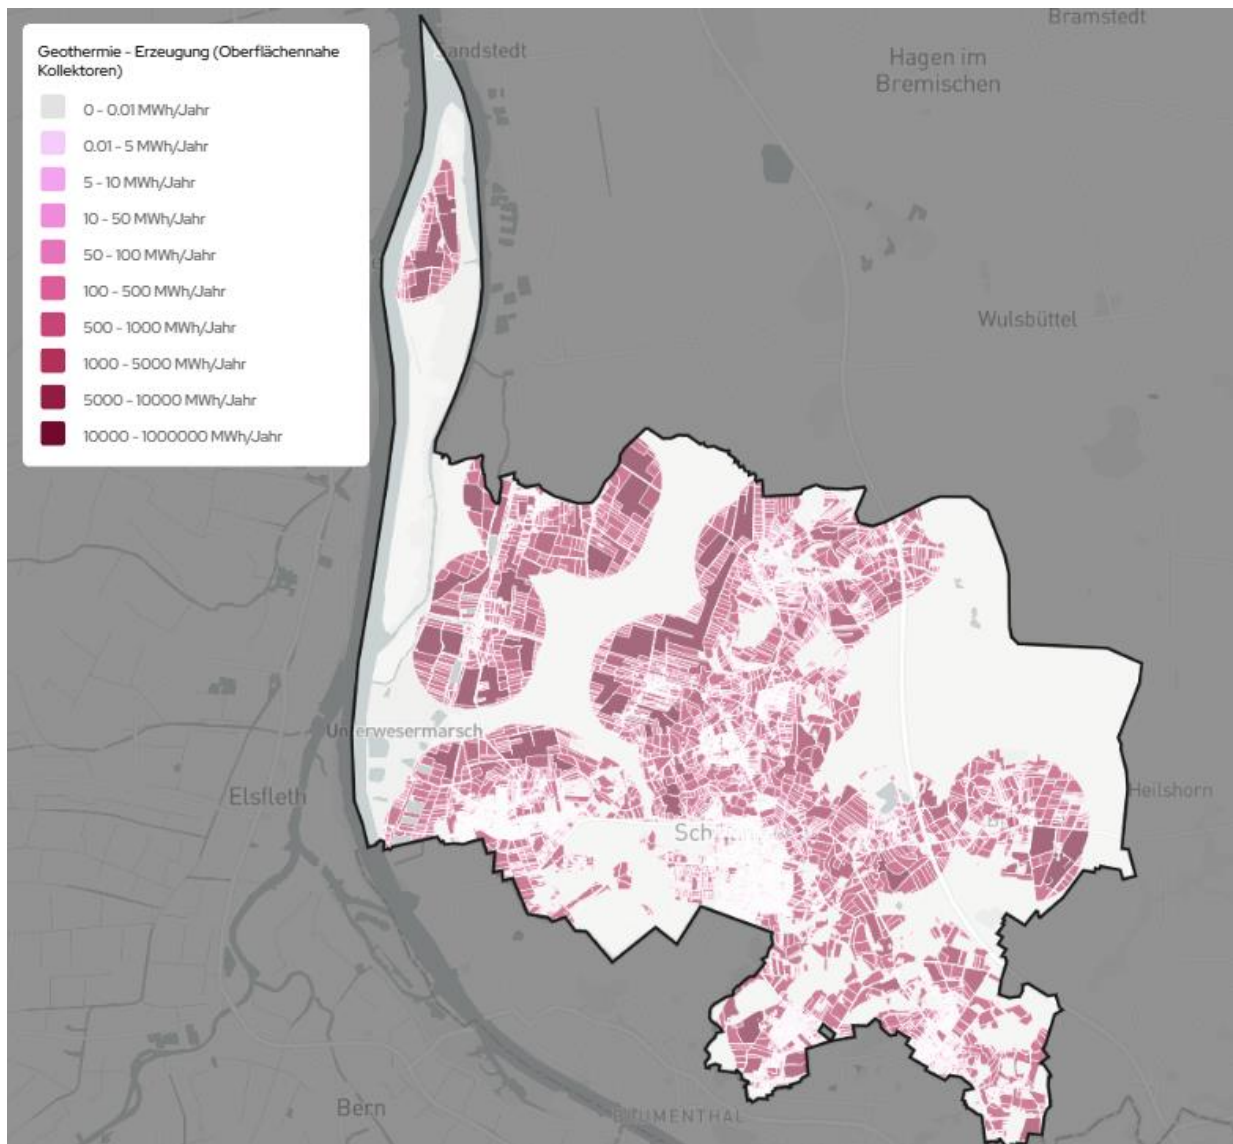 Geothermie - Erzeugung (Oberflächennahe
Kollektoren)
0 - 0.01 MWh/Jahr
0.01 - 5 MWh/Jahr
5 - 10 MWh/Jahr
10 - 50 MWh/Jahr
50 - 100 MWh/Jahr
100 - 500 MWh/Jahr
500 - 1000 MWh/Jahr
1000 - 5000 MWh/Jahr
5000 - 10000 MWh/Jahr
10000 - 1000000 MWh/Jahr
Bramstedt
Sandstedt
Hagen im
Bremischen
Wulsbüttel
Unterwesermarsch
Elsfleth
Heilshorn
Bern
BLUMENTHAL